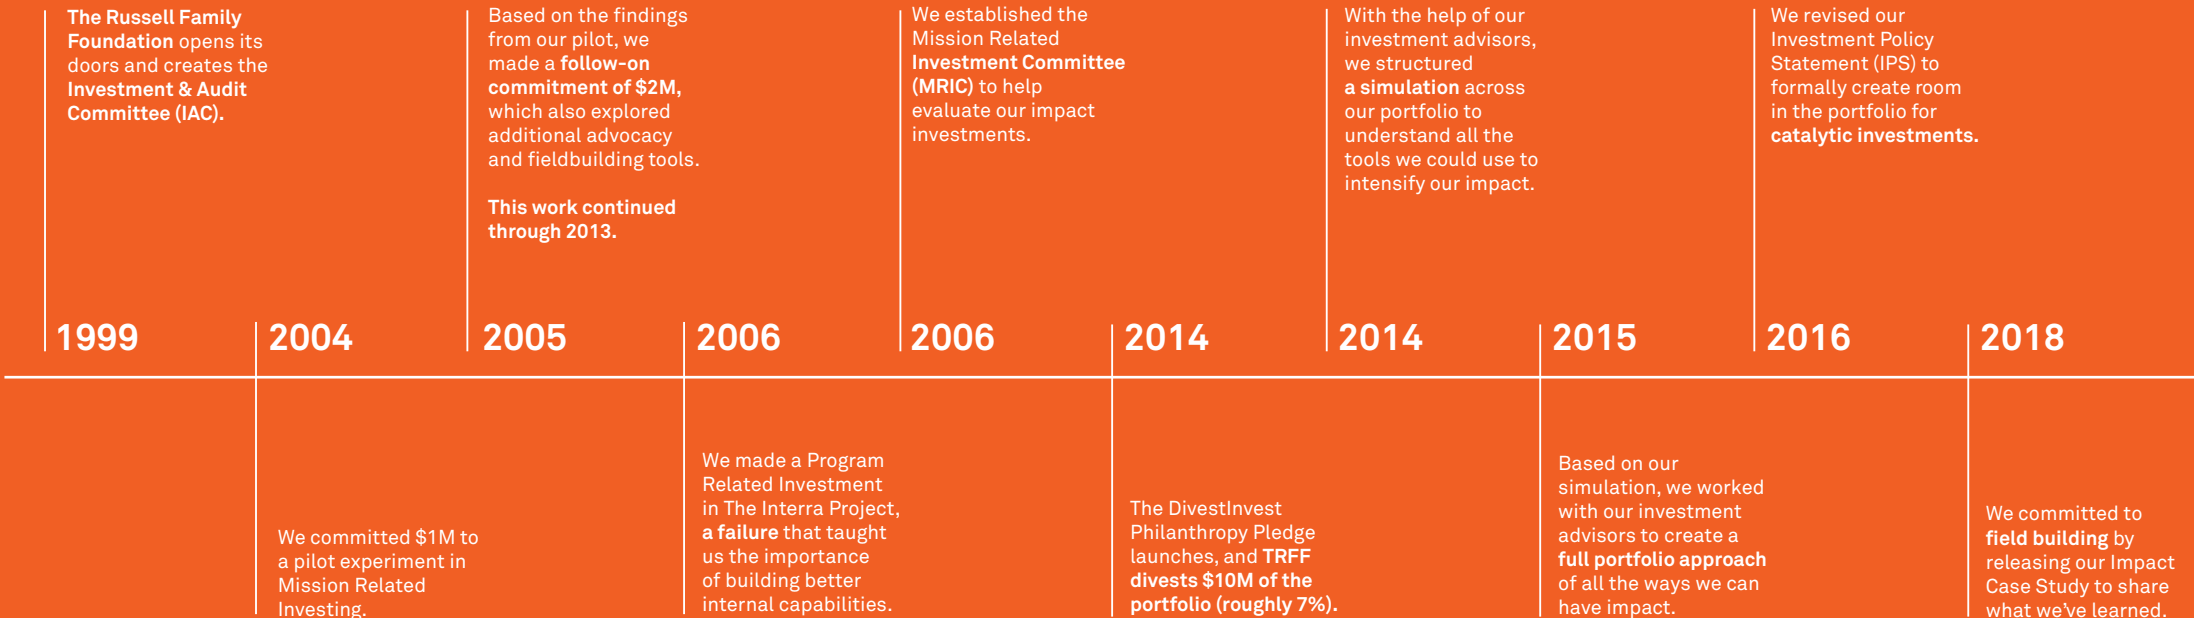 The Russell Family
Foundation opens its
doors and creates the
Investment & Audit
Committee (IAC).
1999
We committed $1M to
a pilot experiment in
Mission Related
Investing.
2004
Based on the findings
from our pilot, we
made a follow-on
commitment of $2M,
which also explored
additional advocacy
and fieldbuilding tools.
This work continued
through 2013.
2005
2006
We made a Program
Related Investment
in The Interra Project,
a failure that taught
us the importance
of building better
internal capabilities.
We established the
Mission Related
Investment Committee
(MRIC) to help
evaluate our impact
investments.
2006
2014
The DivestInvest
Philanthropy Pledge
launches, and TRFF
divests $10M of the
portfolio (roughly 7%).
With the help of our
investment advisors,
we structured
a simulation across
our portfolio to
understand all the
tools we could use to
intensify our impact.
2014
2015
Based on our
simulation, we worked
with our investment
advisors to create a
full portfolio approach
of all the ways we can
have impact.
We revised our
Investment Policy
Statement (IPS) to
formally create room
in the portfolio for
catalytic investments.
2016
2018
We committed to
field building by
releasing our Impact
Case Study to share
what we've learned.